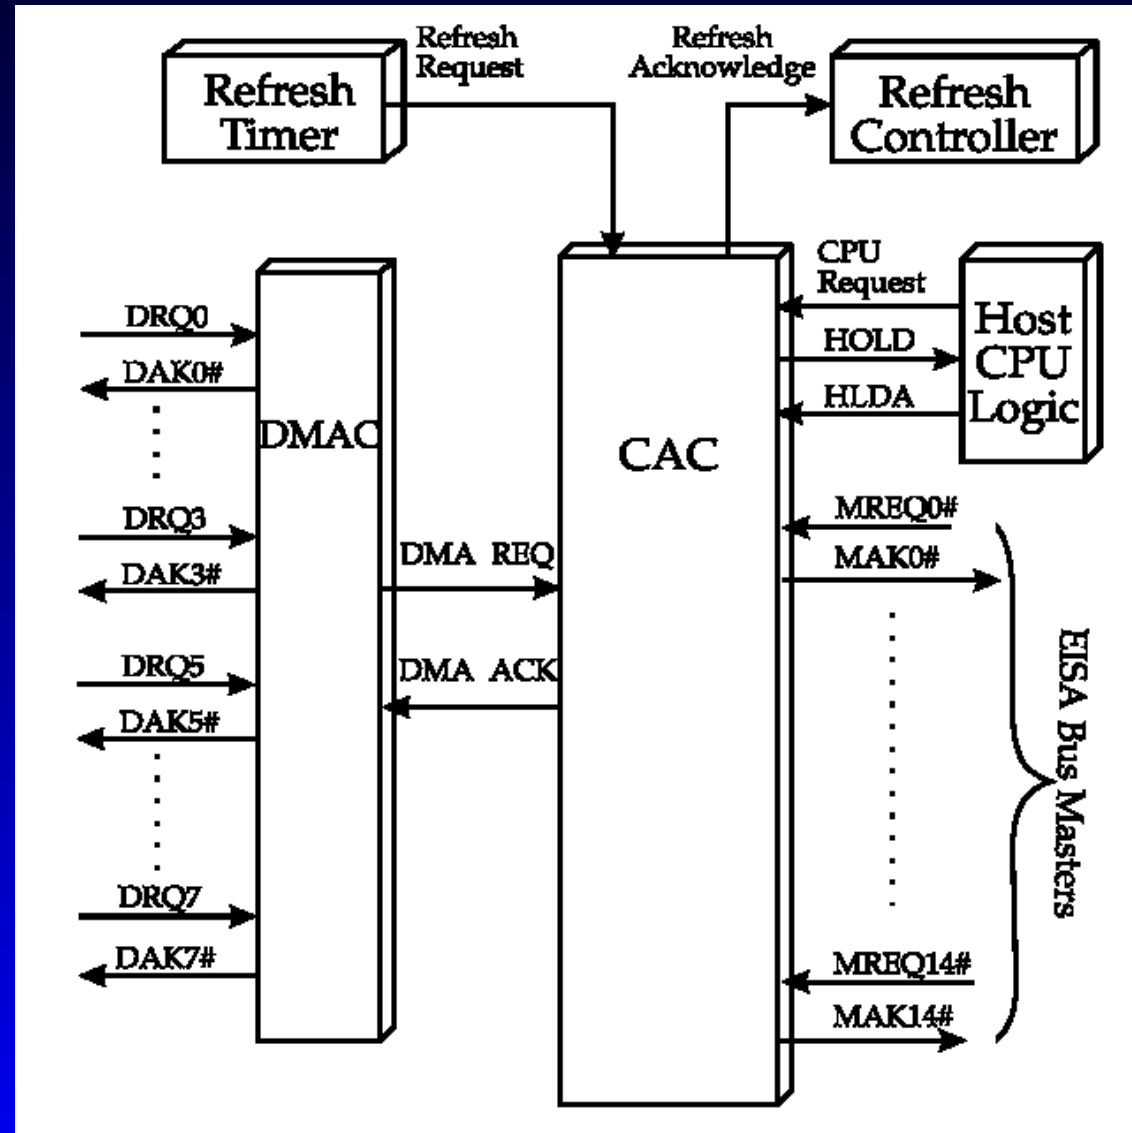 Refresh
Request
Refresh
Acknowledge
Refresh
Timer
Refresh
Controller
CPU
Request
HOLD
HLDA
Host
CPU
Logic
DRQ0
DAK0#
DMAC
CAC
DRQ3
DAK3#
DMA REQ
DMA ACK
DRQ5
DAK5#
DRQ7
DAK7#
MREQ0#
MAK0#
EISA Bus Masters
MREQ14#
MAK14#